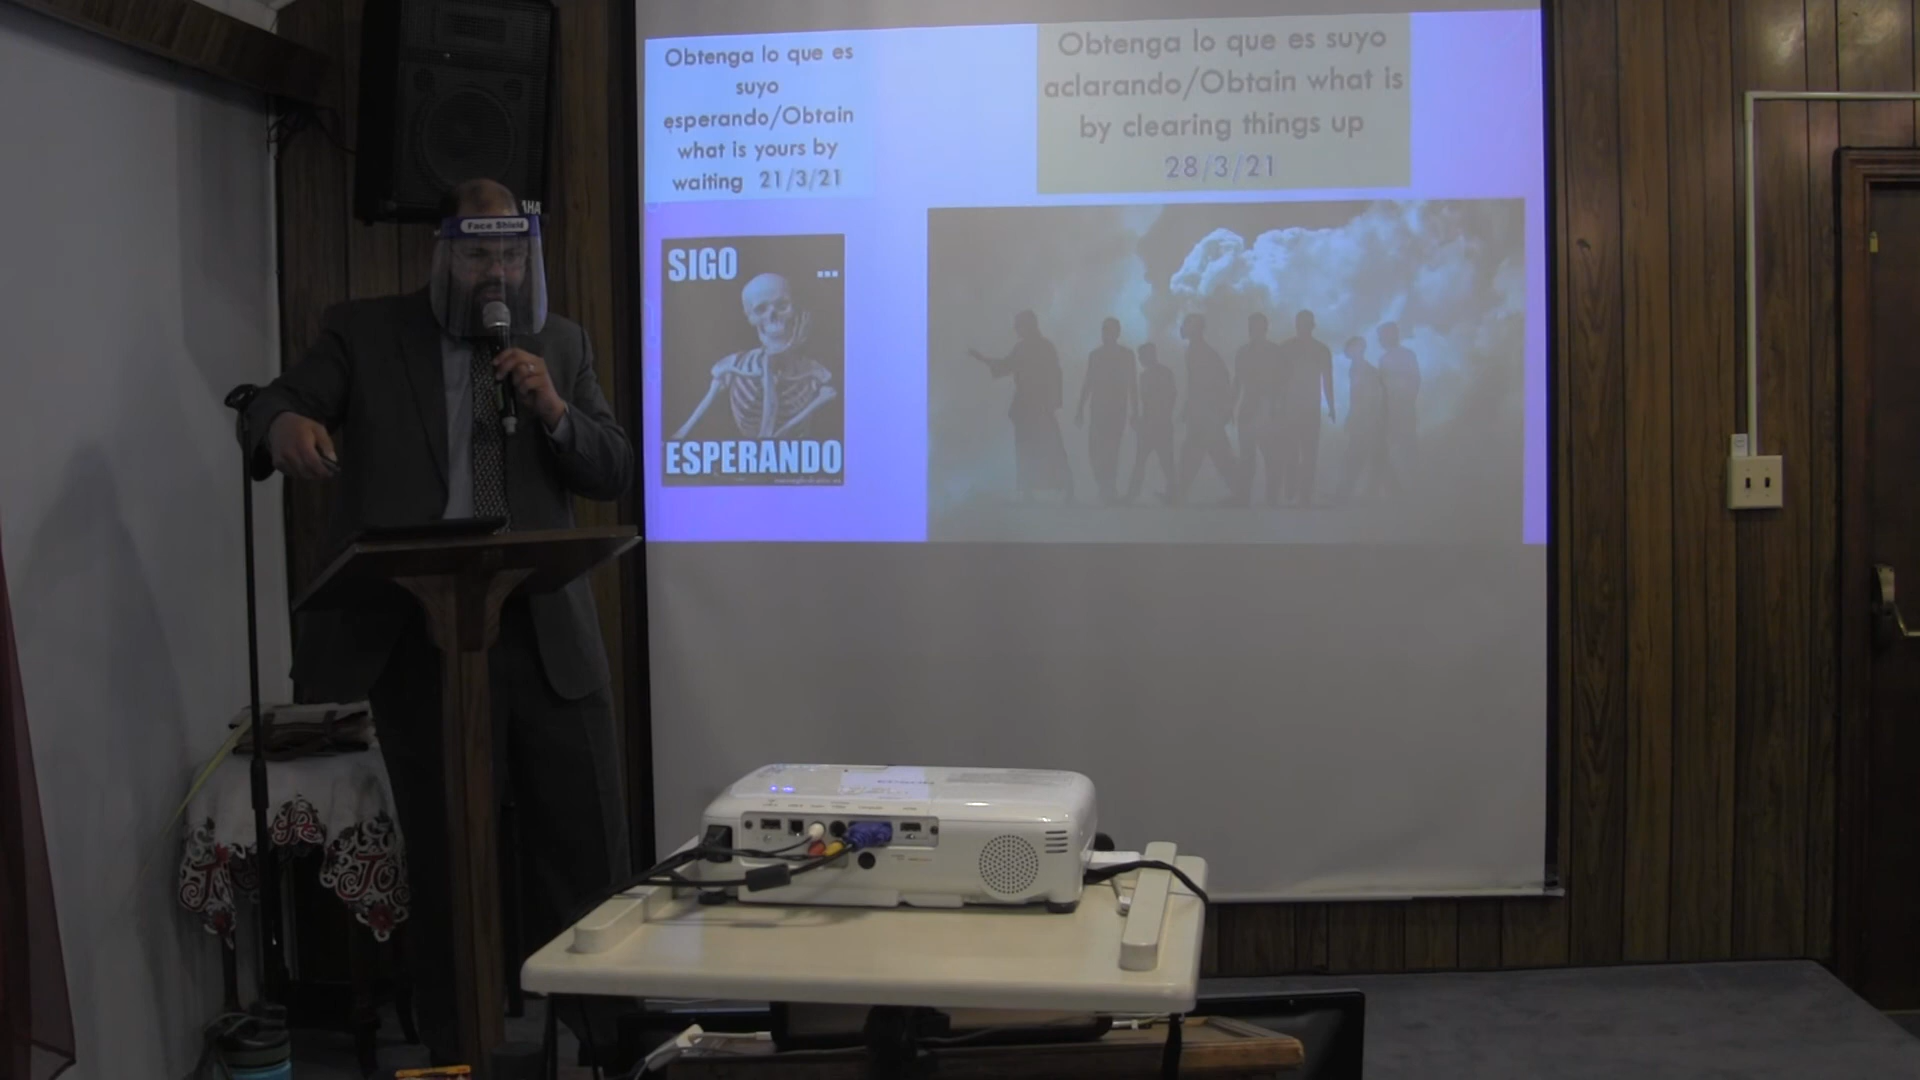 Obtenga lo que es
suyo
esperando/Obtain
what is yours by
waiting 21/3/21
Obtenga lo que es suyo
aclarando/Obtain what is
by clearing things up
28/3/21
SIGO ...
ESPERANDO
Face Shield
AHA